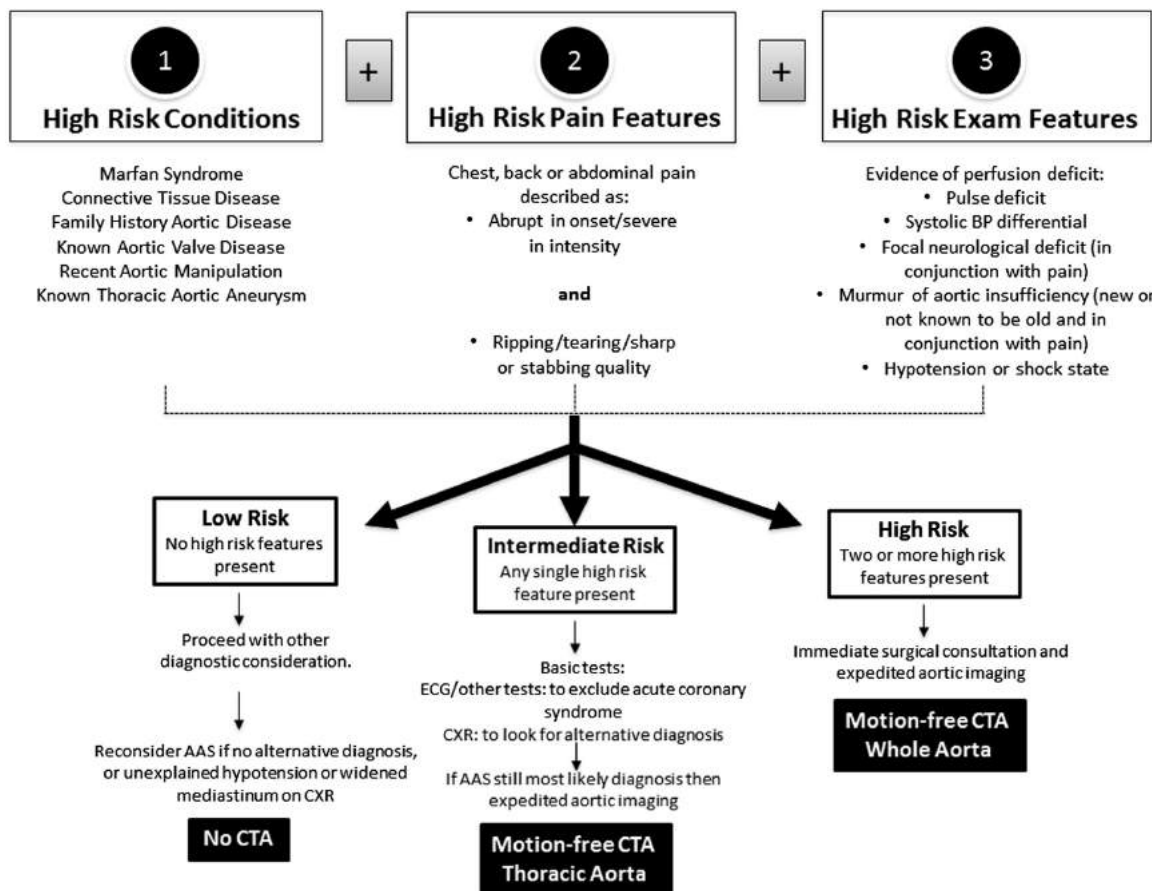 1
High Risk Conditions
Marfan Syndrome
Connective Tissue Disease
Family History Aortic Disease
Known Aortic Valve Disease
Recent Aortic Manipulation
Known Thoracic Aortic Aneurysm
+
2
High Risk Pain Features
Chest, back or abdominal pain
described as:
• Abrupt in onset/severe
in intensity
and
• Ripping/tearing/sharp
or stabbing quality
+
3
High Risk Exam Features
Evidence of perfusion deficit:
• Pulse deficit
• Systolic BP differential
• Focal neurological deficit (in
conjunction with pain)
• Murmur of aortic insufficiency (new or
not known to be old and in
conjunction with pain)
• Hypotension or shock state
Low Risk
No high risk features
present
Proceed with other
diagnostic consideration.
Reconsider AAS if no alternative diagnosis,
or unexplained hypotension or widened
mediastinum on CXR
No CTA
Intermediate Risk
Any single high risk
feature present
Basic tests:
ECG/other tests: to exclude acute coronary
syndrome
CXR: to look for alternative diagnosis
If AAS still most likely diagnosis then
expedited aortic imaging
Motion-free CTA
Thoracic Aorta
High Risk
Two or more high risk
features present
Immediate surgical consultation and
expedited aortic imaging
Motion-free CTA
Whole Aorta